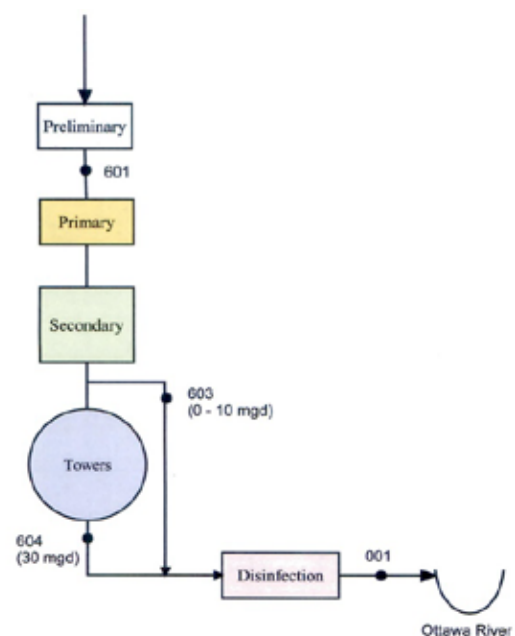 Preliminary
601
Primary
Secondary
603
(0 - 10 mgd)
Towers
604
(30 mgd)
001
Disinfection
Ottawa River